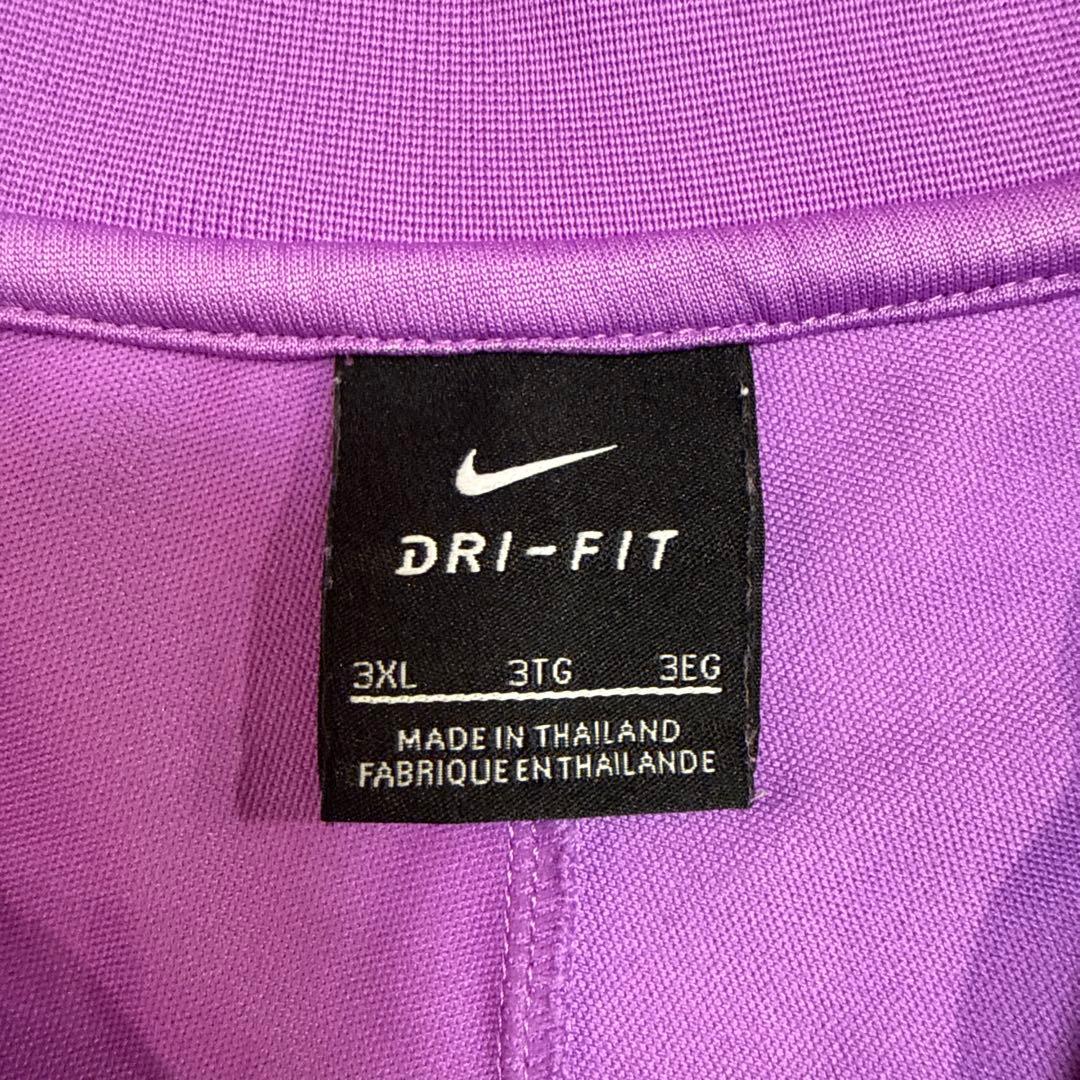 DRI-FIT
3XL 3TG 3EG
MADE IN THAILAND
FABRIQUE EN THAILANDE